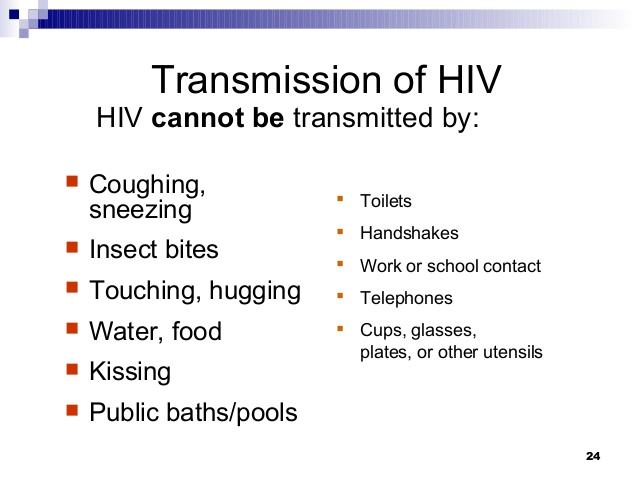 Transmission of HIV
HIV cannot be transmitted by:
Coughing,
sneezing
Insect bites
Touching, hugging
Water, food
Kissing
Public baths/pools
Toilets
Handshakes
Work or school contact
Telephones
Cups, glasses,
plates, or other utensils
24